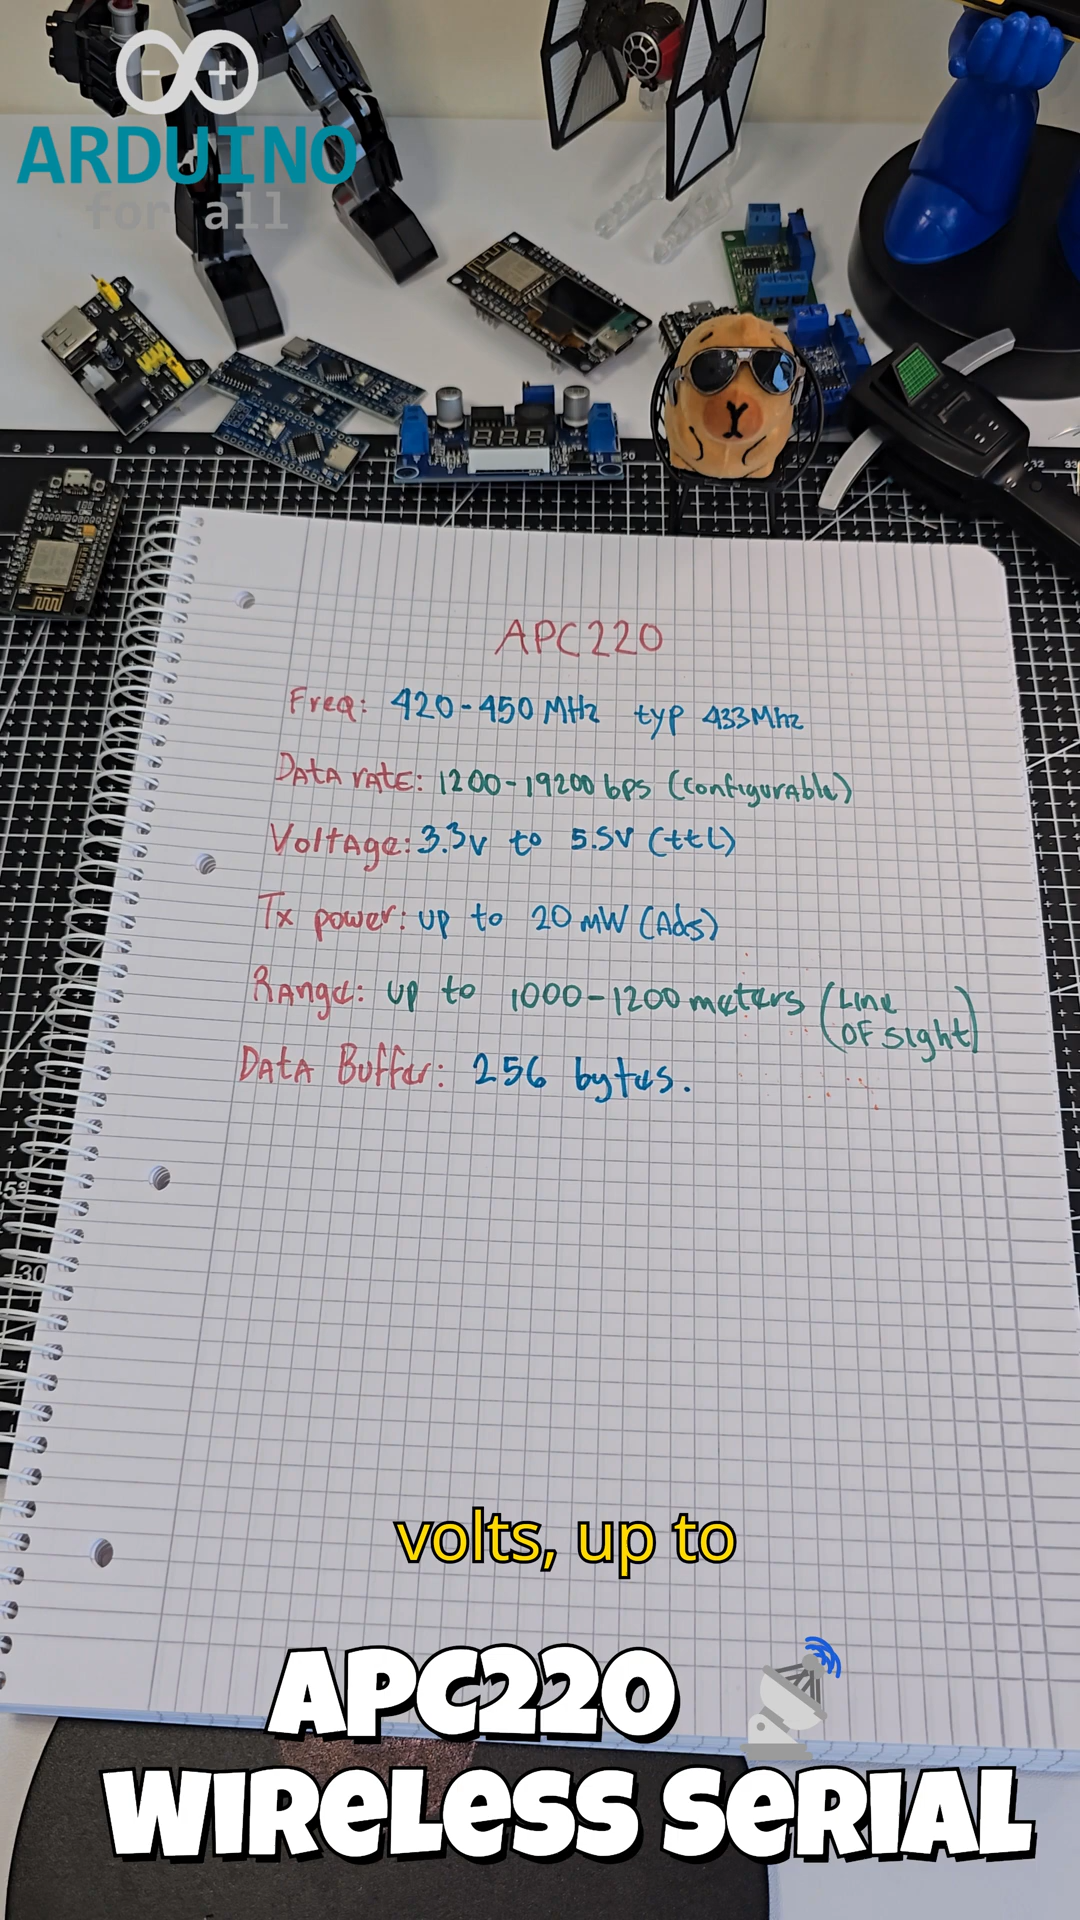 ARDUINO
for all
APC220
Freq: 420-450 MHz typ 433Mhz
DATA rATE: 1200-19200 bps (configurable)
VoltAge: 3.3v to 5.5V (ttl)
Tx power: up to 20 mW (Ads)
RAnge: up to 1000-1200 meters (Line OF sight)
DATA Buffer: 256 bytes.
volts, up to
APC220
WIRELESS SERIAL